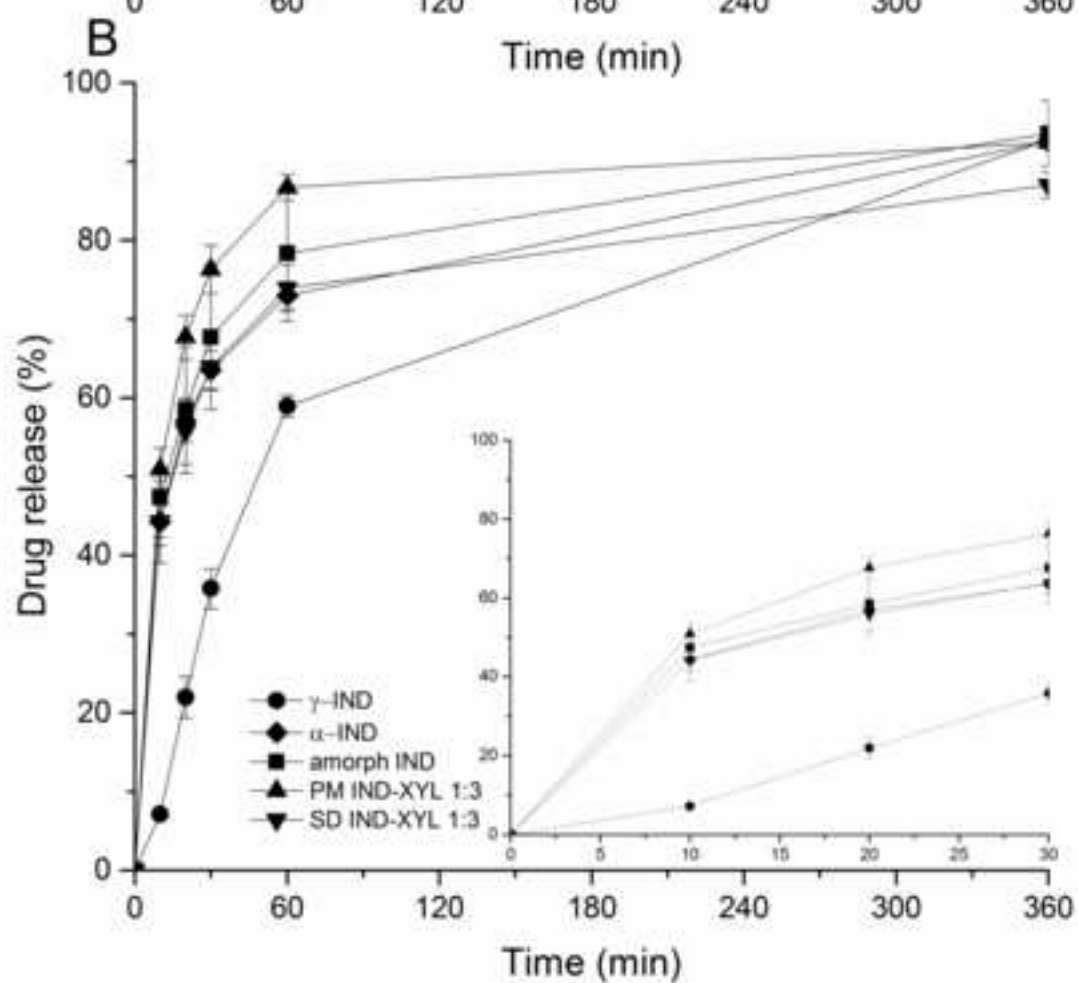 0 60 120 180 240 300 360
Time (min)
B
100
80
60
40
20
0
Drug release (%)
γ–IND
α–IND
amorph IND
PM IND-XYL 1:3
SD IND-XYL 1:3
100
80
60
40
20
0
0 5 10 15 20 25 30
0 60 120 180 240 300 360
Time (min)